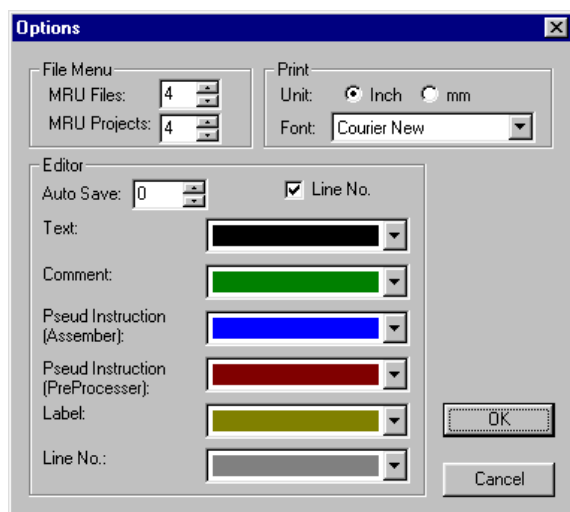 Options
File Menu
MRU Files: 4
MRU Projects: 4
Print
Unit: Inch mm
Font: Courier New
Editor
Auto Save: 0 Line No.
Text:
Comment:
Pseud Instruction
(Assember):
Pseud Instruction
(PreProcesser):
Label:
Line No.:
OK
Cancel